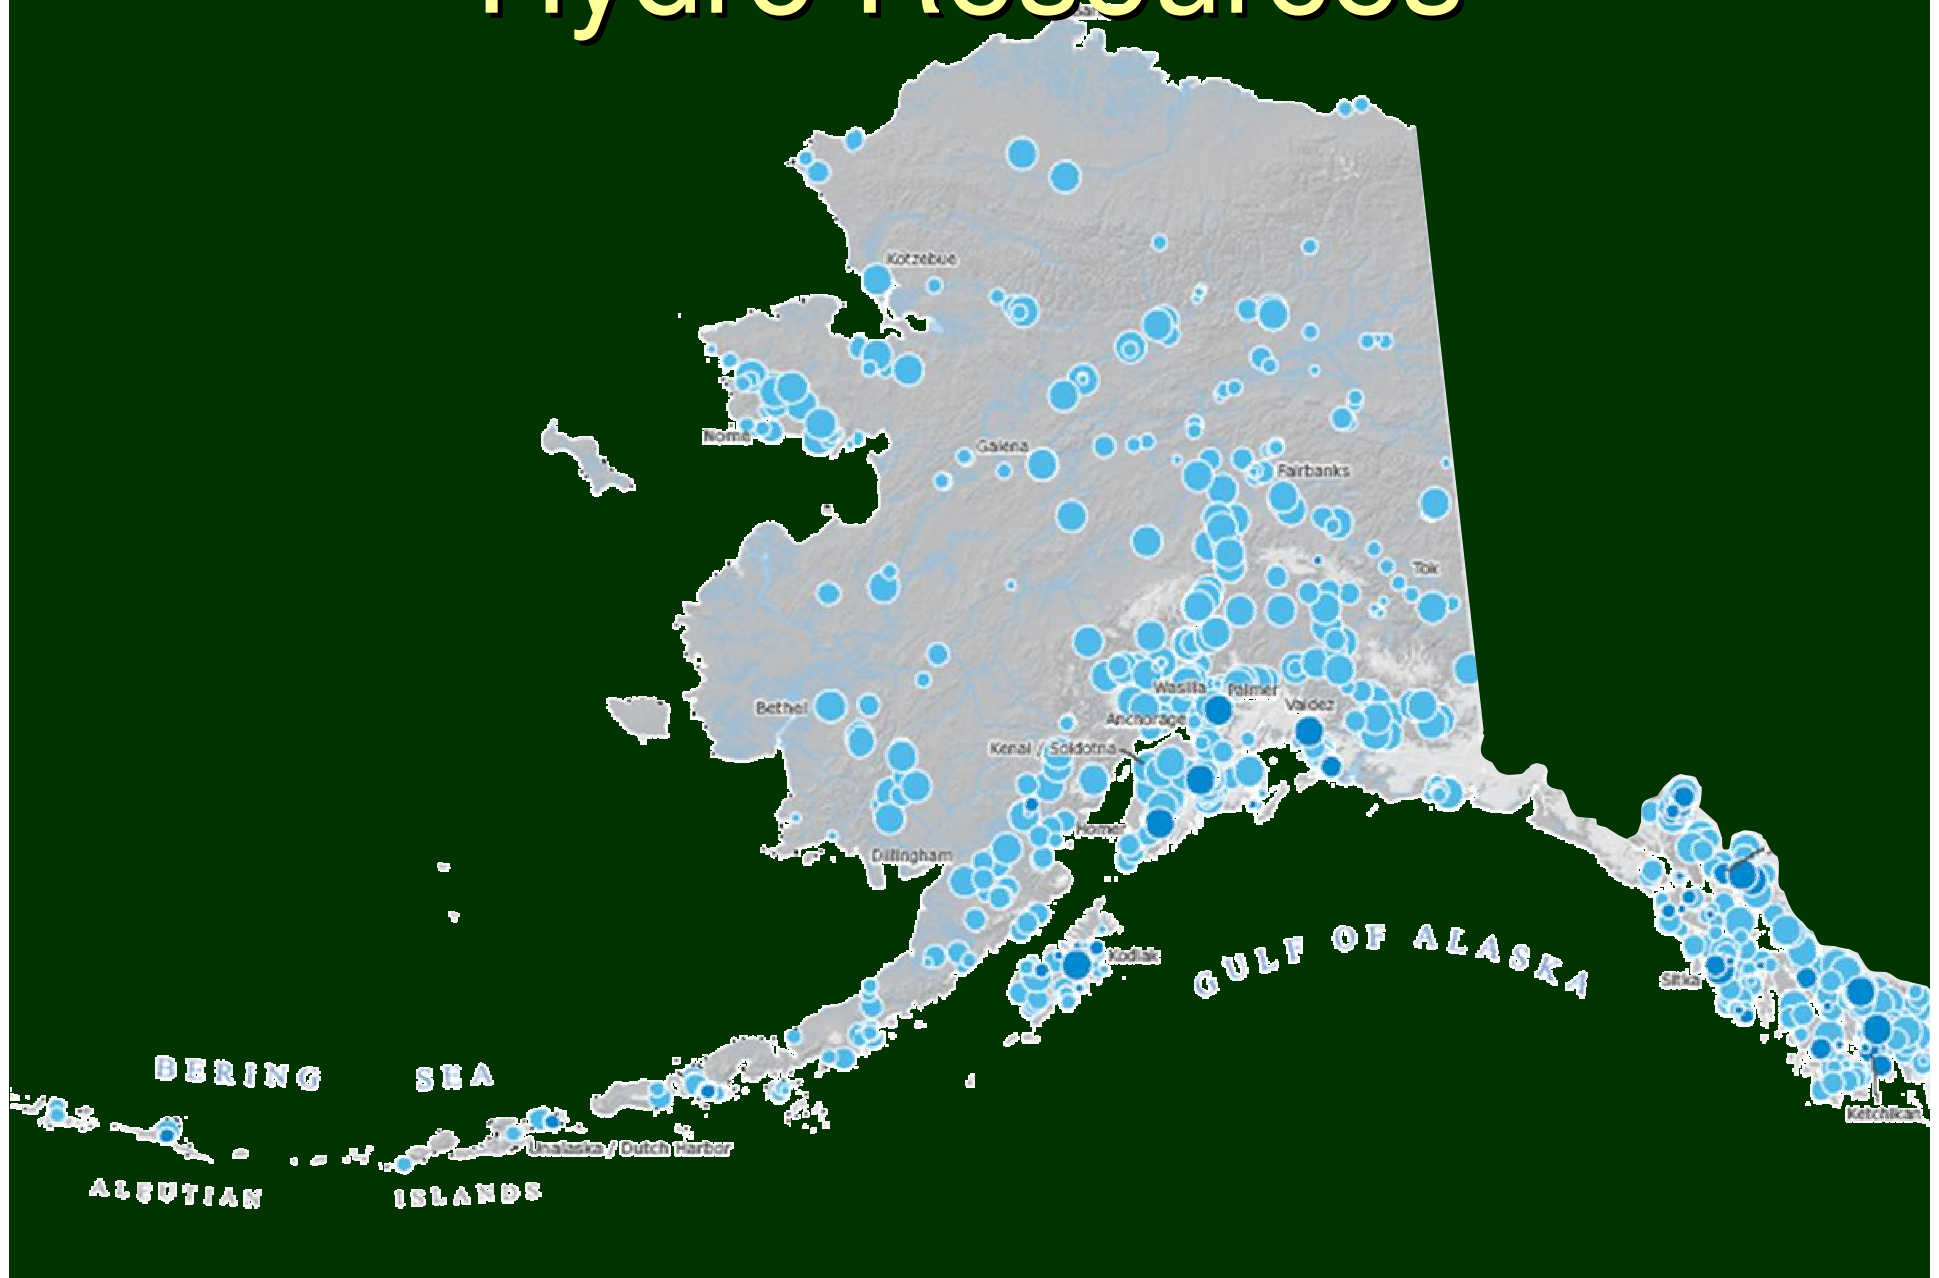 Hydro Resources
Kotzebue
Nome
Galena
Fairbanks
Tok
Bethel
Wasilla
Palmer
Anchorage
Valdez
Kenai / Soldotna
Homer
Dillingham
Kodiak
GULF OF ALASKA
Sitka
BERING SEA
Ketchikan
Unalaska / Dutch Harbor
ALEUTIAN ISLANDS